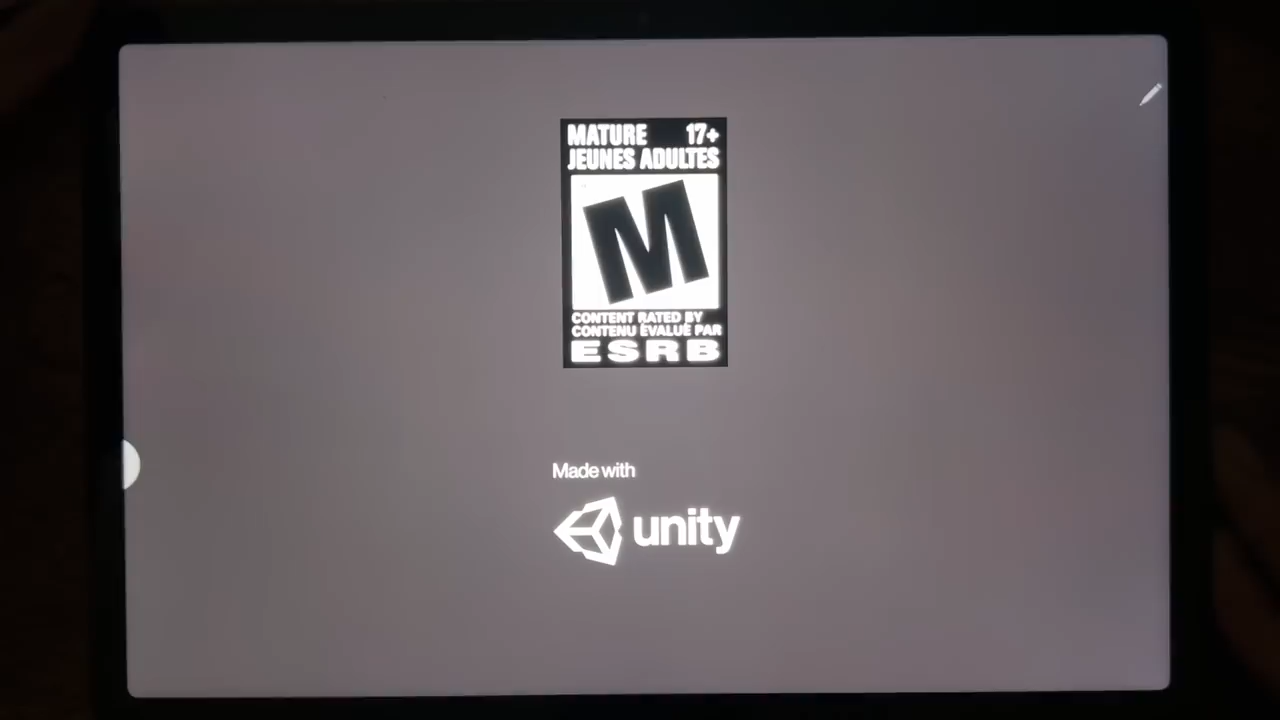 MATURE 17+
JEUNES ADULTES
M
CONTENT RATED BY
CONTENU ÉVALUÉ PAR
ESRB
Made with
unity